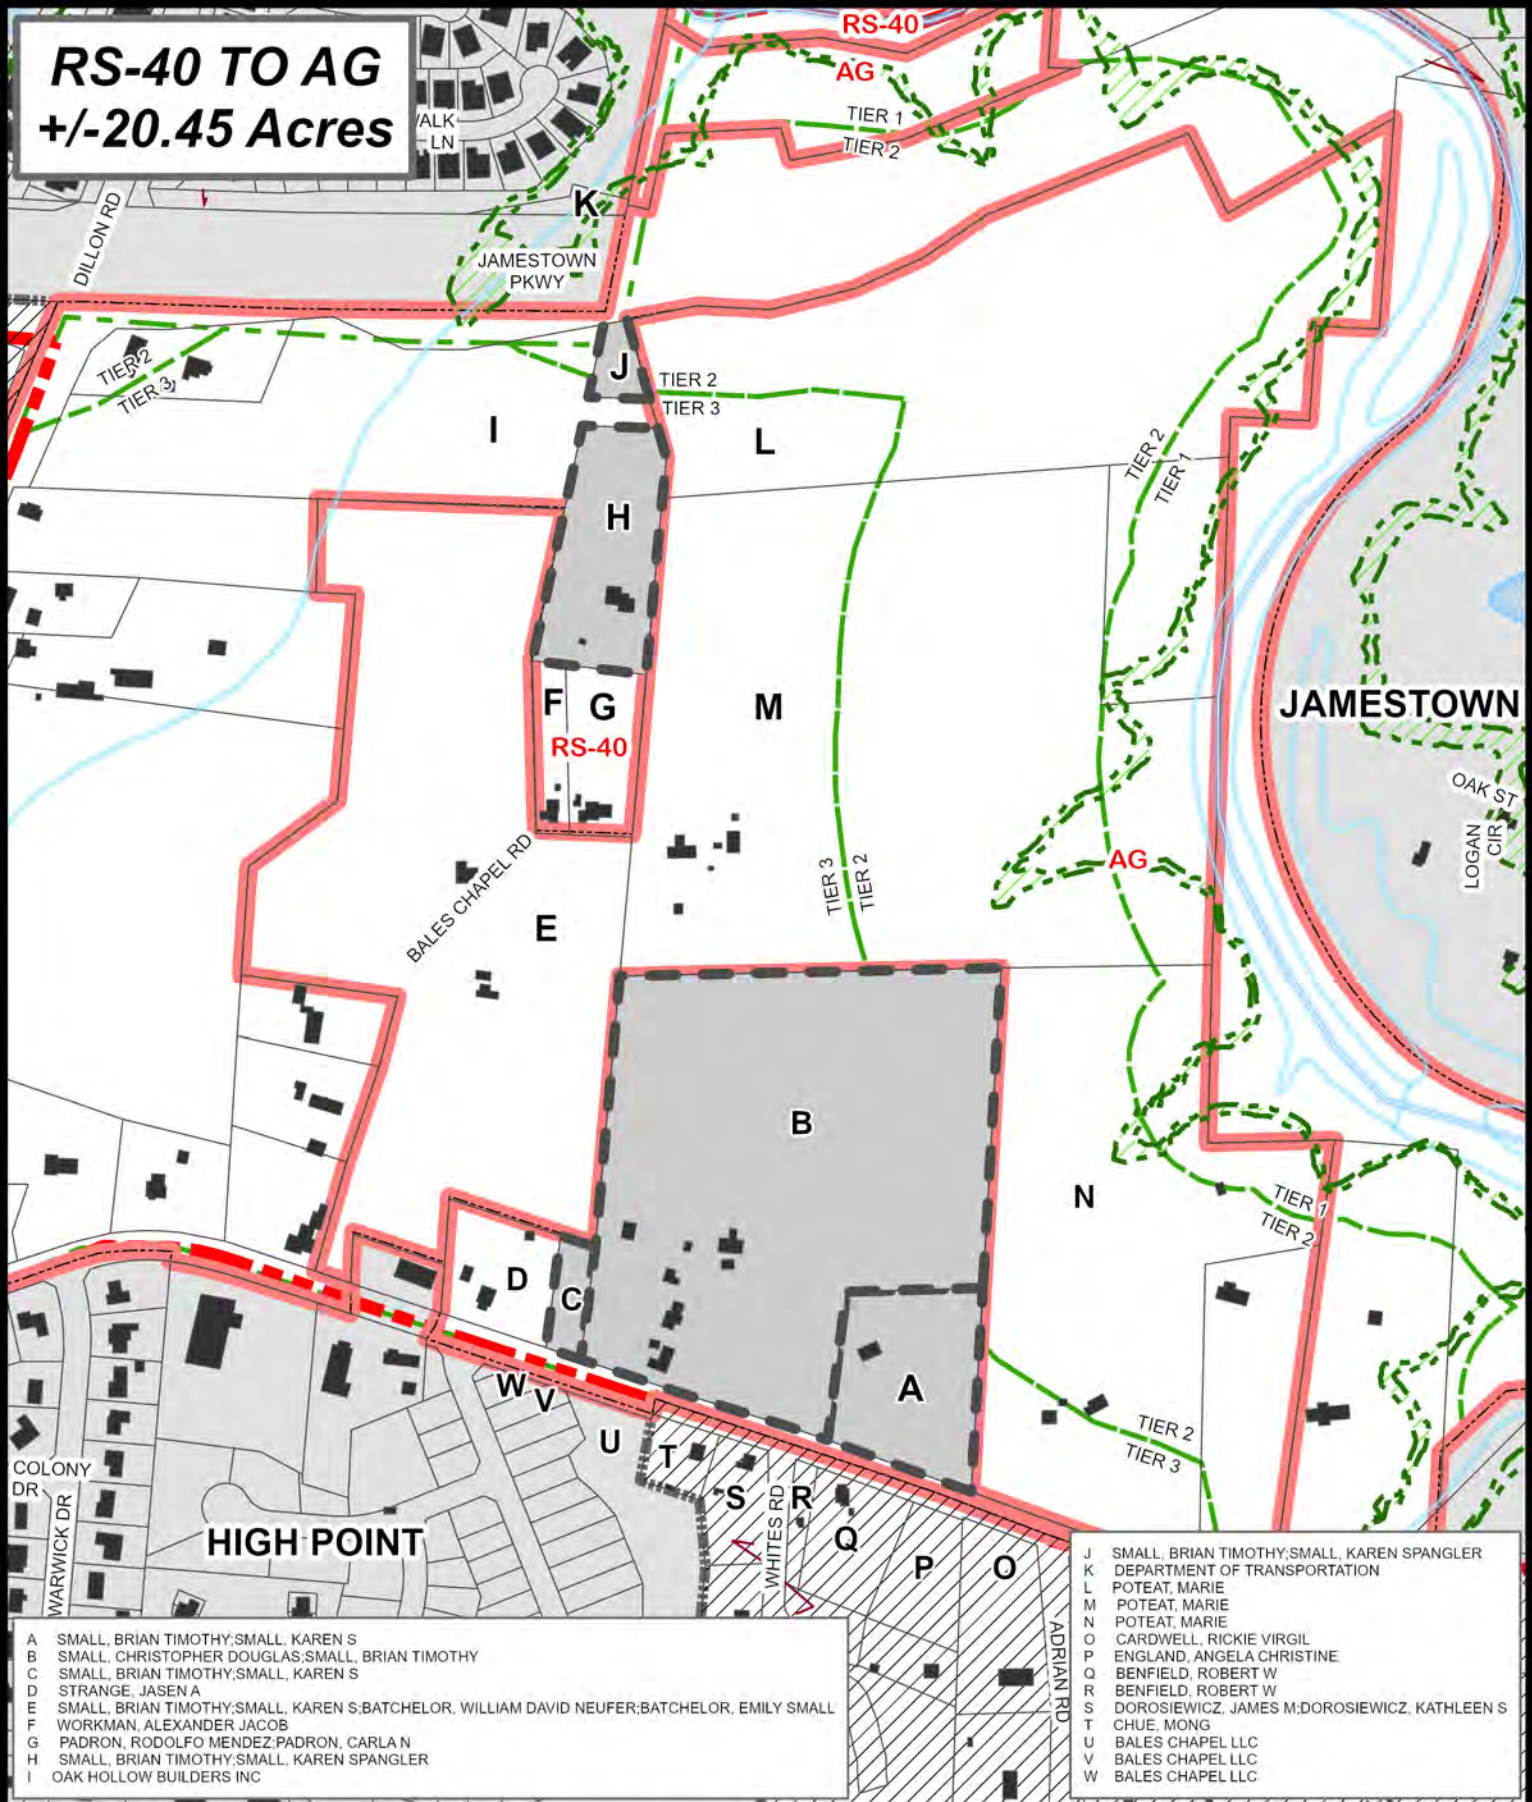 RS-40 TO AG
+/-20.45 Acres
RS-40
AG
TIER 1
TIER 2
LN
DILLON RD
K
JAMESTOWN
PKWY
TIER 2
TIER 3
J
TIER 2
TIER 3
I
L
TIER 2
TIER 1
H
F
G
RS-40
M
JAMESTOWN
OAK ST
LOGAN
CIR
BALES CHAPEL RD
TIER 3
TIER 2
AG
E
B
N
TIER 1
TIER 2
D
C
A
W
V
U
T
S
R
Q
P
O
TIER 2
TIER 3
COLONY
DR
WARWICK DR
HIGH POINT
WHITES RD
ADRIAN RD
A SMALL, BRIAN TIMOTHY;SMALL, KAREN S
B SMALL, CHRISTOPHER DOUGLAS;SMALL, BRIAN TIMOTHY
C SMALL, BRIAN TIMOTHY;SMALL, KAREN S
D STRANGE, JASEN A
E SMALL, BRIAN TIMOTHY;SMALL, KAREN S;BATCHELOR, WILLIAM DAVID NEUFER;BATCHELOR, EMILY SMALL
F WORKMAN, ALEXANDER JACOB
G PADRON, RODOLFO MENDEZ;PADRON, CARLA N
H SMALL, BRIAN TIMOTHY;SMALL, KAREN SPANGLER
I OAK HOLLOW BUILDERS INC
J SMALL, BRIAN TIMOTHY;SMALL, KAREN SPANGLER
K DEPARTMENT OF TRANSPORTATION
L POTEAT, MARIE
M POTEAT, MARIE
N POTEAT, MARIE
O CARDWELL, RICKIE VIRGIL
P ENGLAND, ANGELA CHRISTINE
Q BENFIELD, ROBERT W
R BENFIELD, ROBERT W
S DOROSIEWICZ, JAMES M;DOROSIEWICZ, KATHLEEN S
T CHUE, MONG
U BALES CHAPEL LLC
V BALES CHAPEL LLC
W BALES CHAPEL LLC